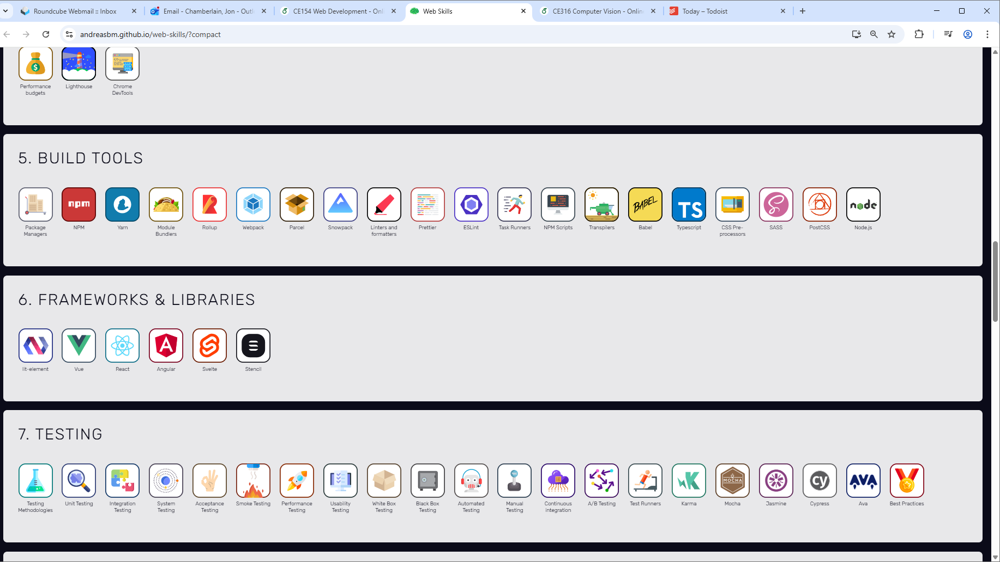 Roundcube Webmail :: Inbox
Email - Chamberlain, Jon - Outl
CE154 Web Development - Onl
Web Skills
CE316 Computer Vision - Onlin
Today – Todoist
andreasbm.github.io/web-skills/?compact
Performance
budgets
Lighthouse
Chrome
DevTools
5. BUILD TOOLS
npm
BABEL
TS
node
Package
Managers
NPM
Yarn
Module
Bundlers
Rollup
Webpack
Parcel
Snowpack
Linters and
formatters
Prettier
ESLint
Task Runners
NPM Scripts
Transpilers
Babel
Typescript
CSS Pre-
processors
SASS
PostCSS
Node.js
6. FRAMEWORKS & LIBRARIES
lit-element
Vue
React
Angular
Svelte
Stencil
7. TESTING
MOCHA
cy
AVA
Testing
Methodologies
Unit Testing
Integration
Testing
System
Testing
Acceptance
Testing
Smoke Testing
Performance
Testing
Usability
Testing
White Box
Testing
Black Box
Testing
Automated
Testing
Manual
Testing
Continuous
integration
A/B Testing
Test Runners
Karma
Mocha
Jasmine
Cypress
Ava
Best Practices